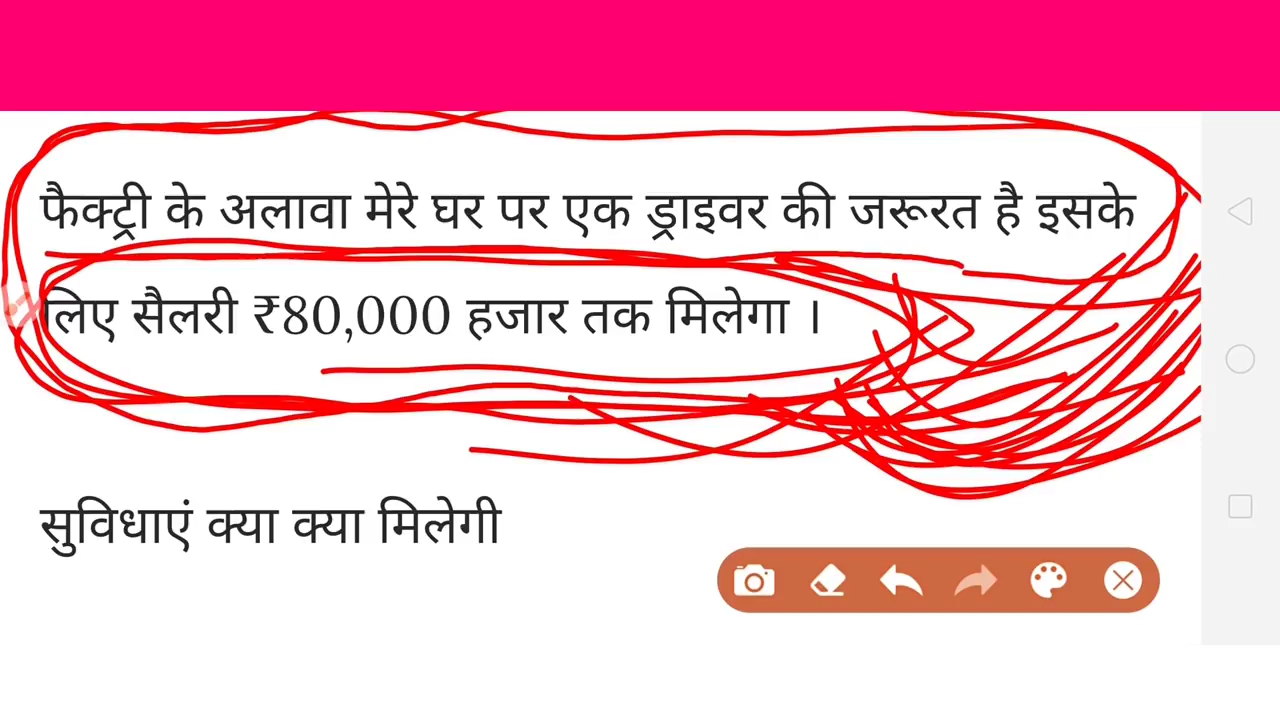 फैक्ट्री के अलावा मेरे घर पर एक ड्राइवर की जरूरत है इसके
लिए सैलरी ₹80,000 हजार तक मिलेगा ।
सुविधाएं क्या क्या मिलेगी